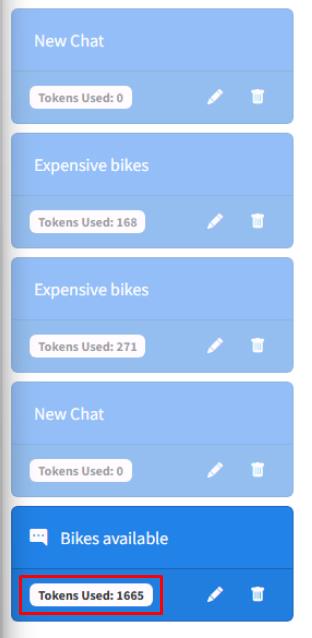 New Chat
Tokens Used: 0
Expensive bikes
Tokens Used: 168
Expensive bikes
Tokens Used: 271
New Chat
Tokens Used: 0
Bikes available
Tokens Used: 1665